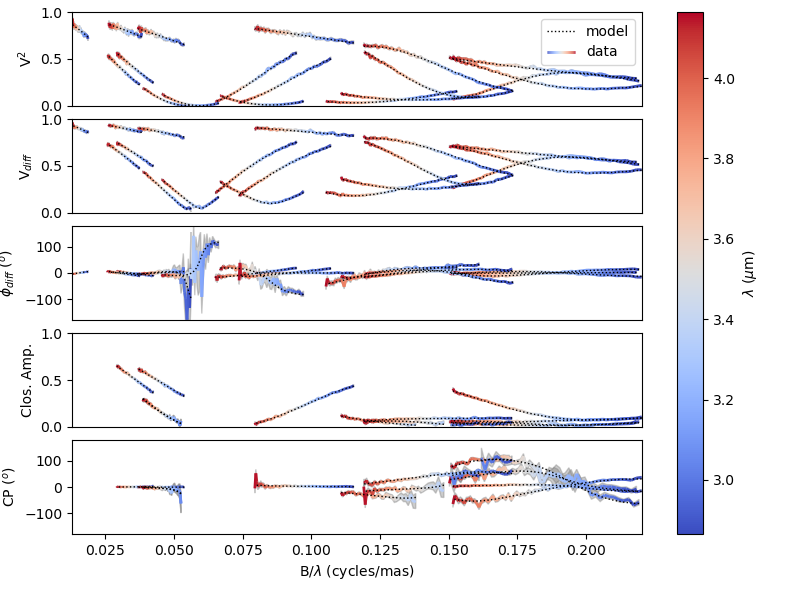 1.0
0.5
0.0
V²
model
data
1.0
0.5
0.0
V_diff
100
0
−100
ϕ_diff (°)
1.0
0.5
0.0
Clos. Amp.
100
0
−100
CP (°)
0.025 0.050 0.075 0.100 0.125 0.150 0.175 0.200
B/λ (cycles/mas)
4.0
3.8
3.6
3.4
3.2
3.0
λ (μm)